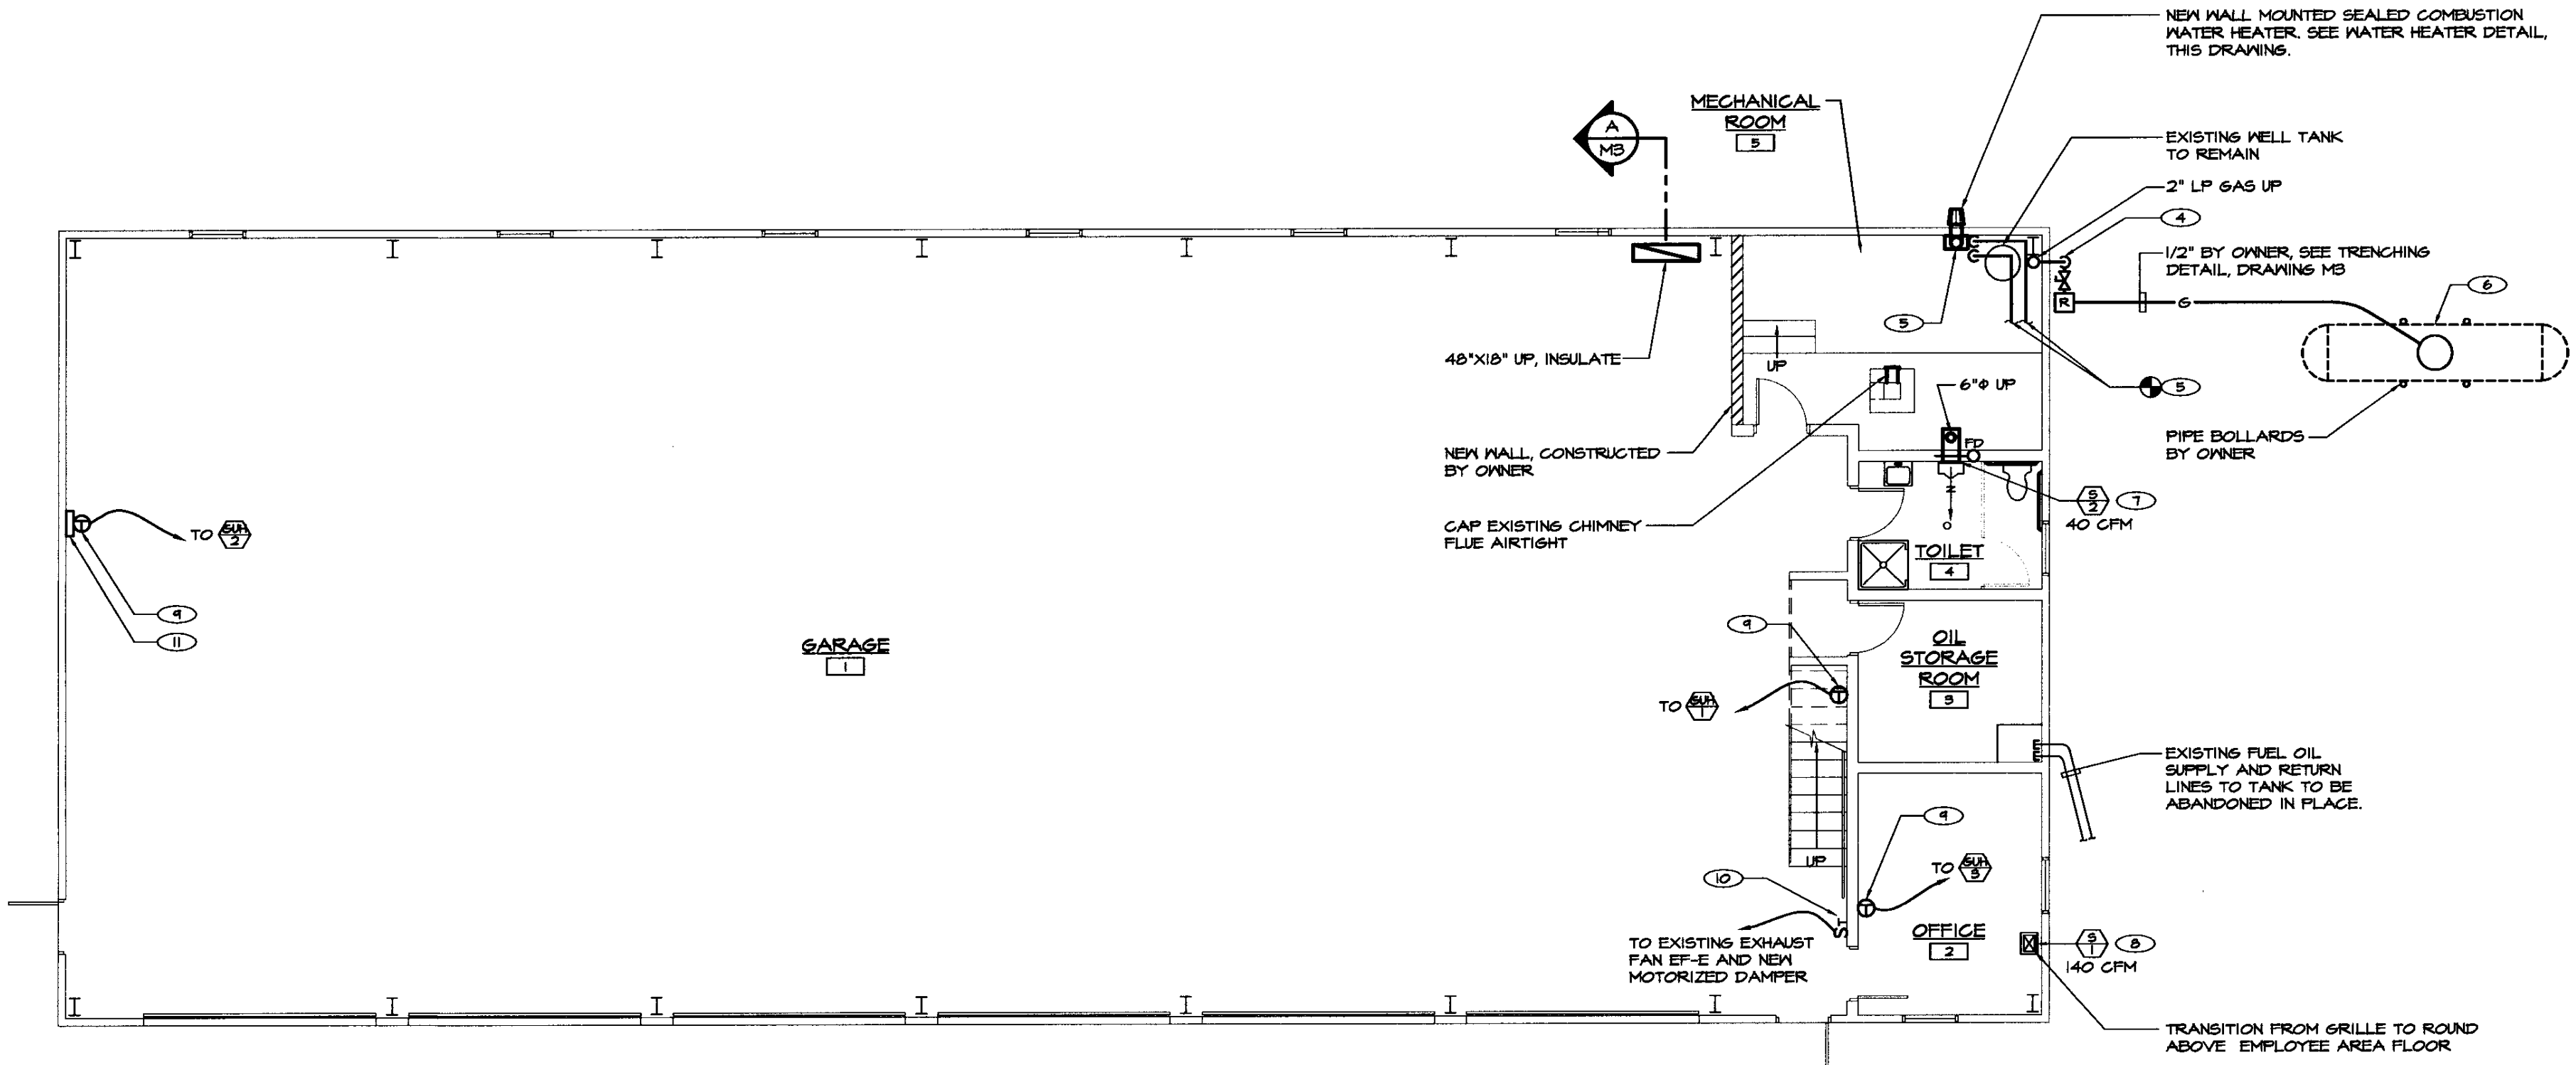 NEW WALL MOUNTED SEALED COMBUSTION
WATER HEATER. SEE WATER HEATER DETAIL,
THIS DRAWING.
MECHANICAL
ROOM
5
A
M3
EXISTING WELL TANK
TO REMAIN
2" LP GAS UP
4
1/2" BY OWNER, SEE TRENCHING
DETAIL, DRAWING M3
R
G
6
5
48"X18" UP, INSULATE
UP
6"Φ UP
5
PIPE BOLLARDS
BY OWNER
NEW WALL, CONSTRUCTED
BY OWNER
FD
CAP EXISTING CHIMNEY
FLUE AIRTIGHT
S
2
7
40 CFM
N
TOILET
4
T
TO
SUH
2
9
11
GARAGE
1
9
OIL
STORAGE
ROOM
3
T
TO
SUH
1
EXISTING FUEL OIL
SUPPLY AND RETURN
LINES TO TANK TO BE
ABANDONED IN PLACE.
9
UP
TO
SUH
3
10
T
ST
TO EXISTING EXHAUST
FAN EF-E AND NEW
MOTORIZED DAMPER
OFFICE
2
S
1
8
140 CFM
TRANSITION FROM GRILLE TO ROUND
ABOVE EMPLOYEE AREA FLOOR